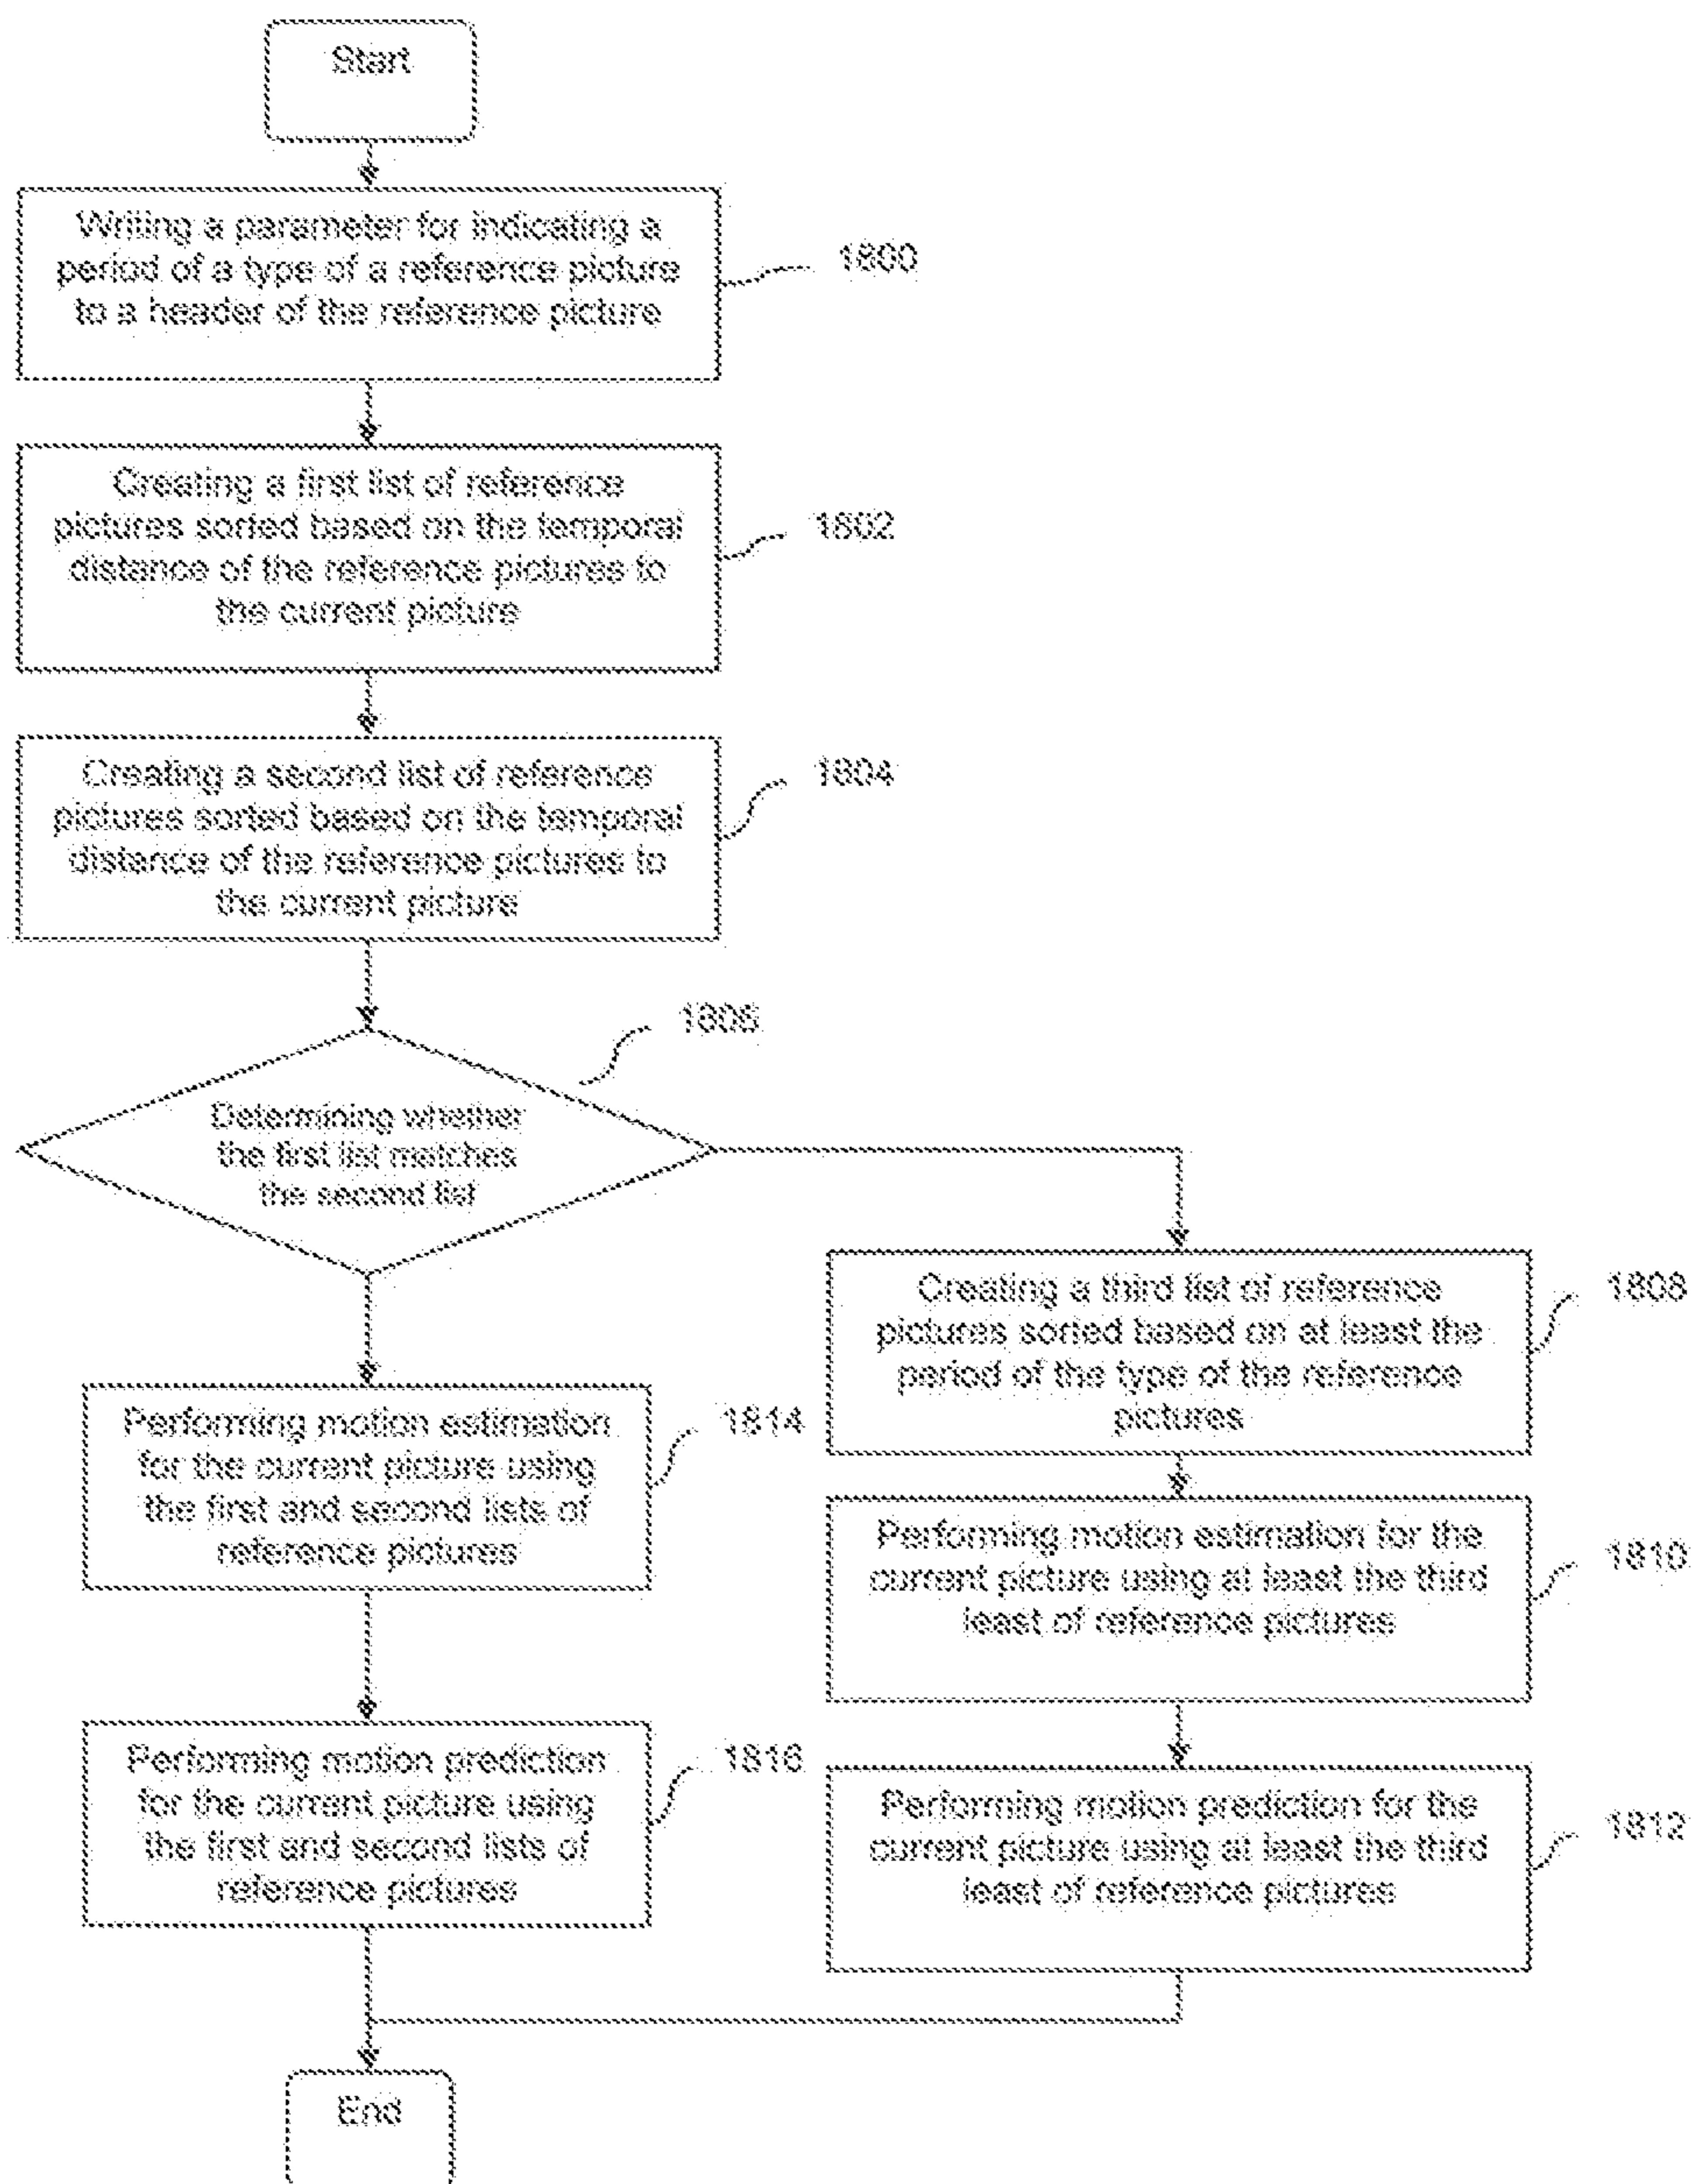 Start
Writing a parameter for indicating a
period of a type of a reference picture
to a header of the reference picture
1800
Creating a first list of reference
pictures sorted based on the temporal
distance of the reference pictures to
the current picture
1802
Creating a second list of reference
pictures sorted based on the temporal
distance of the reference pictures to
the current picture
1804
1806
Determining whether
the first list matches
the second list
Creating a third list of reference
pictures sorted based on at least the
period of the type of the reference
pictures
1808
Performing motion estimation
for the current picture using
the first and second lists of
reference pictures
1814
Performing motion estimation for the
current picture using at least the third
least of reference pictures
1810
Performing motion prediction
for the current picture using
the first and second lists of
reference pictures
1816
Performing motion prediction for the
current picture using at least the third
least of reference pictures
1812
End